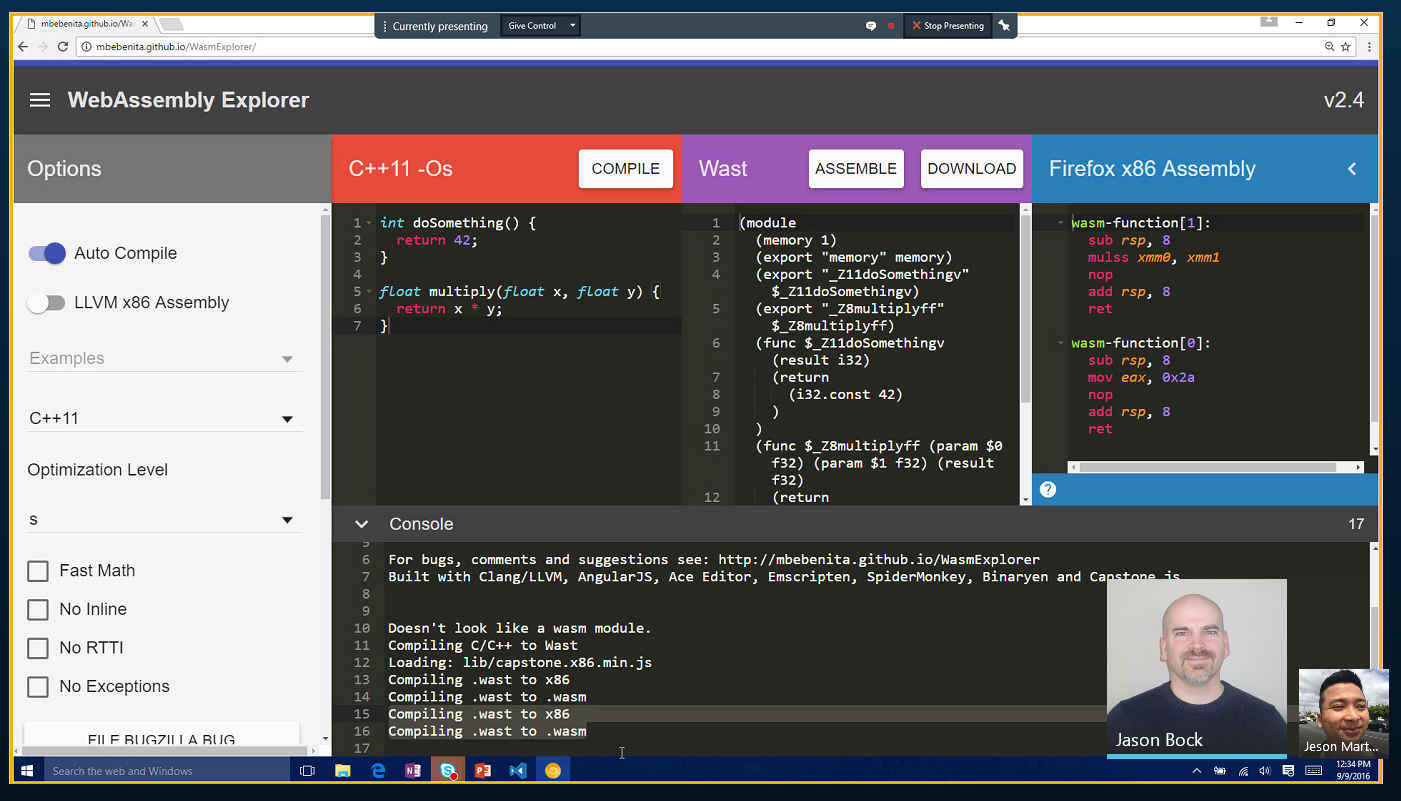 mbebenita.github.io/Was
Currently presenting
Give Control
Stop Presenting
mbebenita.github.io/WasmExplorer/
WebAssembly Explorer
v2.4
Options
Auto Compile
LLVM x86 Assembly
Examples
C++11
Optimization Level
s
Fast Math
No Inline
No RTTI
No Exceptions
FILE BUGZILLA BUG
C++11 -Os
COMPILE
1 int doSomething() {
2 return 42;
3 }
4
5 float multiply(float x, float y) {
6 return x * y;
7 }
Wast
ASSEMBLE
DOWNLOAD
1 (module
2 (memory 1)
3 (export "memory" memory)
4 (export "_Z11doSomethingv"
$_Z11doSomethingv)
5 (export "_Z8multiplyff"
$_Z8multiplyff)
6 (func $_Z11doSomethingv
(result i32)
7 (return
8 (i32.const 42)
9 )
10 )
11 (func $_Z8multiplyff (param $0
f32) (param $1 f32) (result
f32)
12 (return
Firefox x86 Assembly
wasm-function[1]:
sub rsp, 8
mulss xmm0, xmm1
nop
add rsp, 8
ret
wasm-function[0]:
sub rsp, 8
mov eax, 0x2a
nop
add rsp, 8
ret
?
Console
17
5
6 For bugs, comments and suggestions see: http://mbebenita.github.io/WasmExplorer
7 Built with Clang/LLVM, AngularJS, Ace Editor, Emscripten, SpiderMonkey, Binaryen and Capstone.js
8
9
10 Doesn't look like a wasm module.
11 Compiling C/C++ to Wast
12 Loading: lib/capstone.x86.min.js
13 Compiling .wast to x86
14 Compiling .wast to .wasm
15 Compiling .wast to x86
16 Compiling .wast to .wasm
17
Jason Bock
Jeson Mart...
Search the web and Windows
12:34 PM
9/9/2016